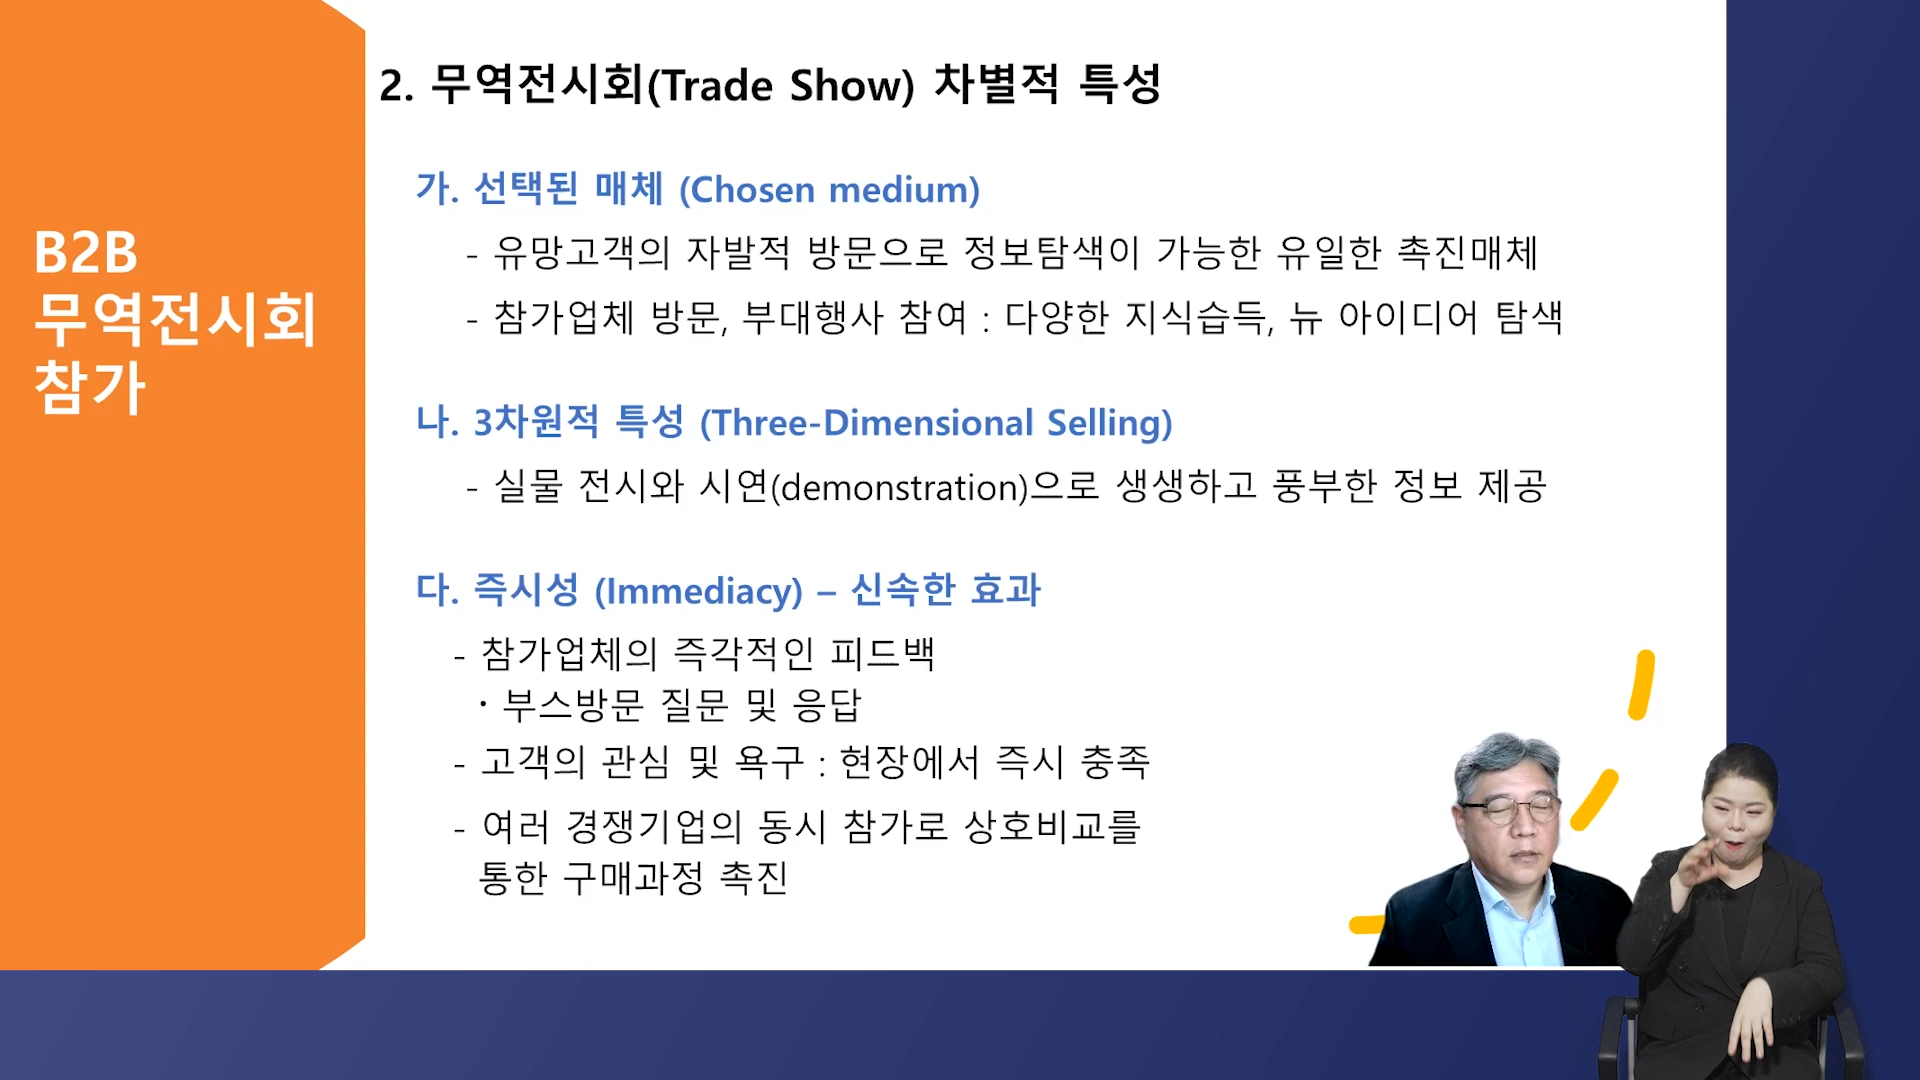 B2B
무역전시회
참가
2. 무역전시회(Trade Show) 차별적 특성
가. 선택된 매체 (Chosen medium)
- 유망고객의 자발적 방문으로 정보탐색이 가능한 유일한 촉진매체
- 참가업체 방문, 부대행사 참여 : 다양한 지식습득, 뉴 아이디어 탐색
나. 3차원적 특성 (Three-Dimensional Selling)
- 실물 전시와 시연(demonstration)으로 생생하고 풍부한 정보 제공
다. 즉시성 (Immediacy) – 신속한 효과
- 참가업체의 즉각적인 피드백
· 부스방문 질문 및 응답
- 고객의 관심 및 욕구 : 현장에서 즉시 충족
- 여러 경쟁기업의 동시 참가로 상호비교를
통한 구매과정 촉진